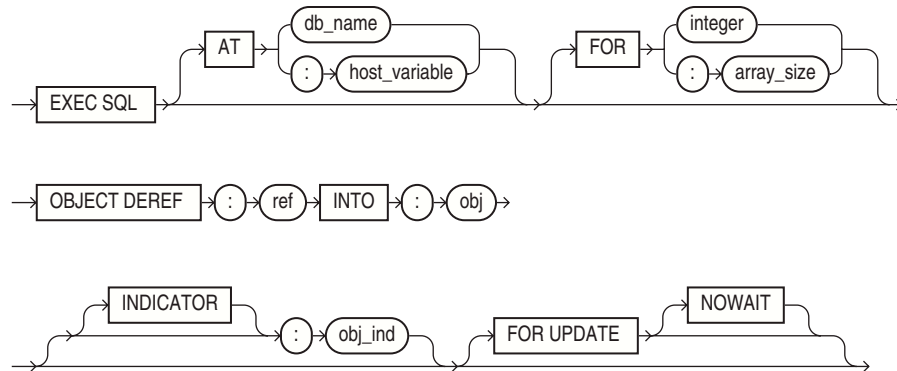 AT db_name FOR integer
: host_variable : array_size
EXEC SQL
OBJECT DEREF : ref INTO : obj
INDICATOR NOWAIT
: obj_ind FOR UPDATE